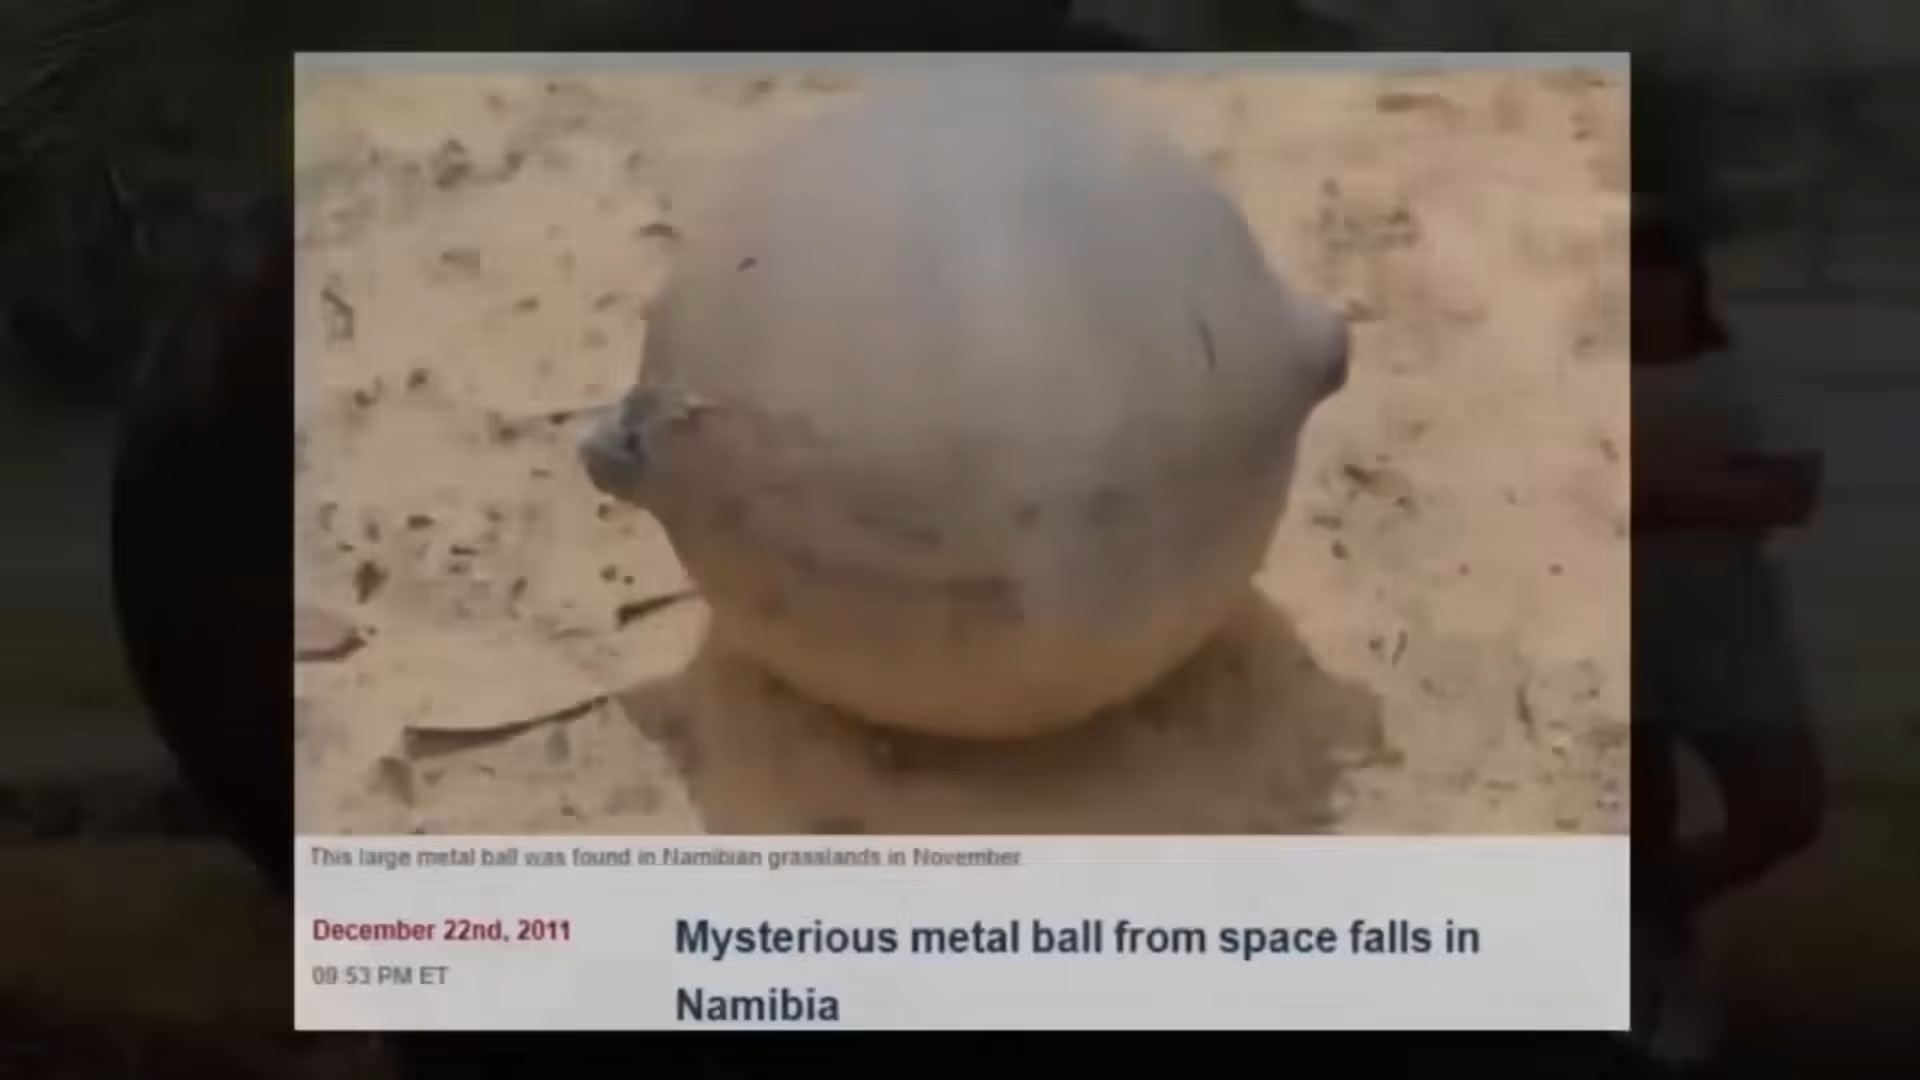 This large metal ball was found in Namibian grasslands in November.
December 22nd, 2011
09:53 PM ET
Mysterious metal ball from space falls in
Namibia